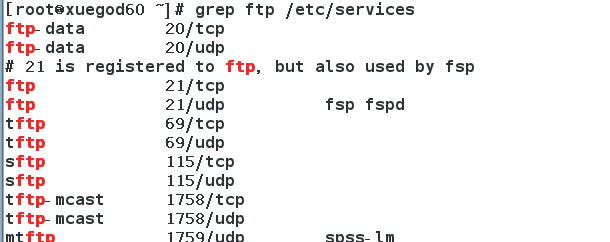 [root@xuegod60 ~]# grep ftp /etc/services
ftp-data        20/tcp
ftp-data        20/udp
# 21 is registered to ftp, but also used by fsp
ftp             21/tcp
ftp             21/udp          fsp fspd
tftp            69/tcp
tftp            69/udp
sftp            115/tcp
sftp            115/udp
tftp-mcast      1758/tcp
tftp-mcast      1758/udp
mtftp           1759/udp        spss-lm